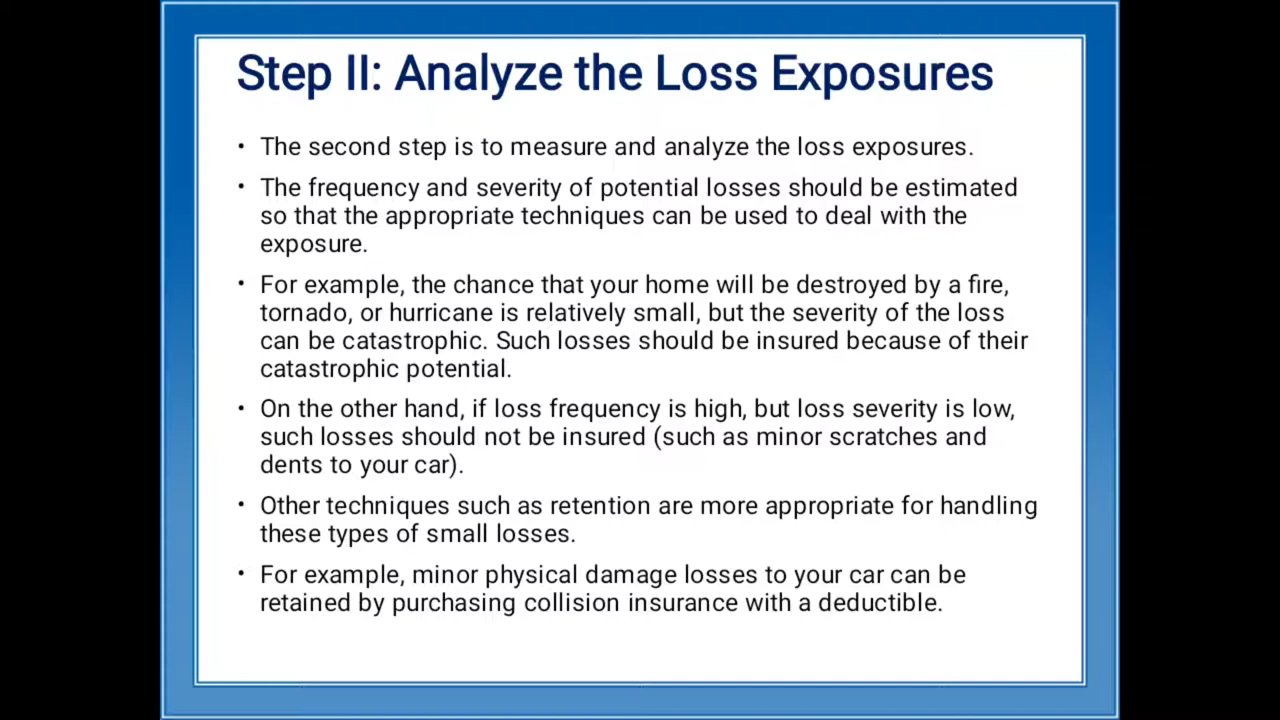 Step II: Analyze the Loss Exposures
• The second step is to measure and analyze the loss exposures.
• The frequency and severity of potential losses should be estimated
so that the appropriate techniques can be used to deal with the
exposure.
• For example, the chance that your home will be destroyed by a fire,
tornado, or hurricane is relatively small, but the severity of the loss
can be catastrophic. Such losses should be insured because of their
catastrophic potential.
• On the other hand, if loss frequency is high, but loss severity is low,
such losses should not be insured (such as minor scratches and
dents to your car).
• Other techniques such as retention are more appropriate for handling
these types of small losses.
• For example, minor physical damage losses to your car can be
retained by purchasing collision insurance with a deductible.